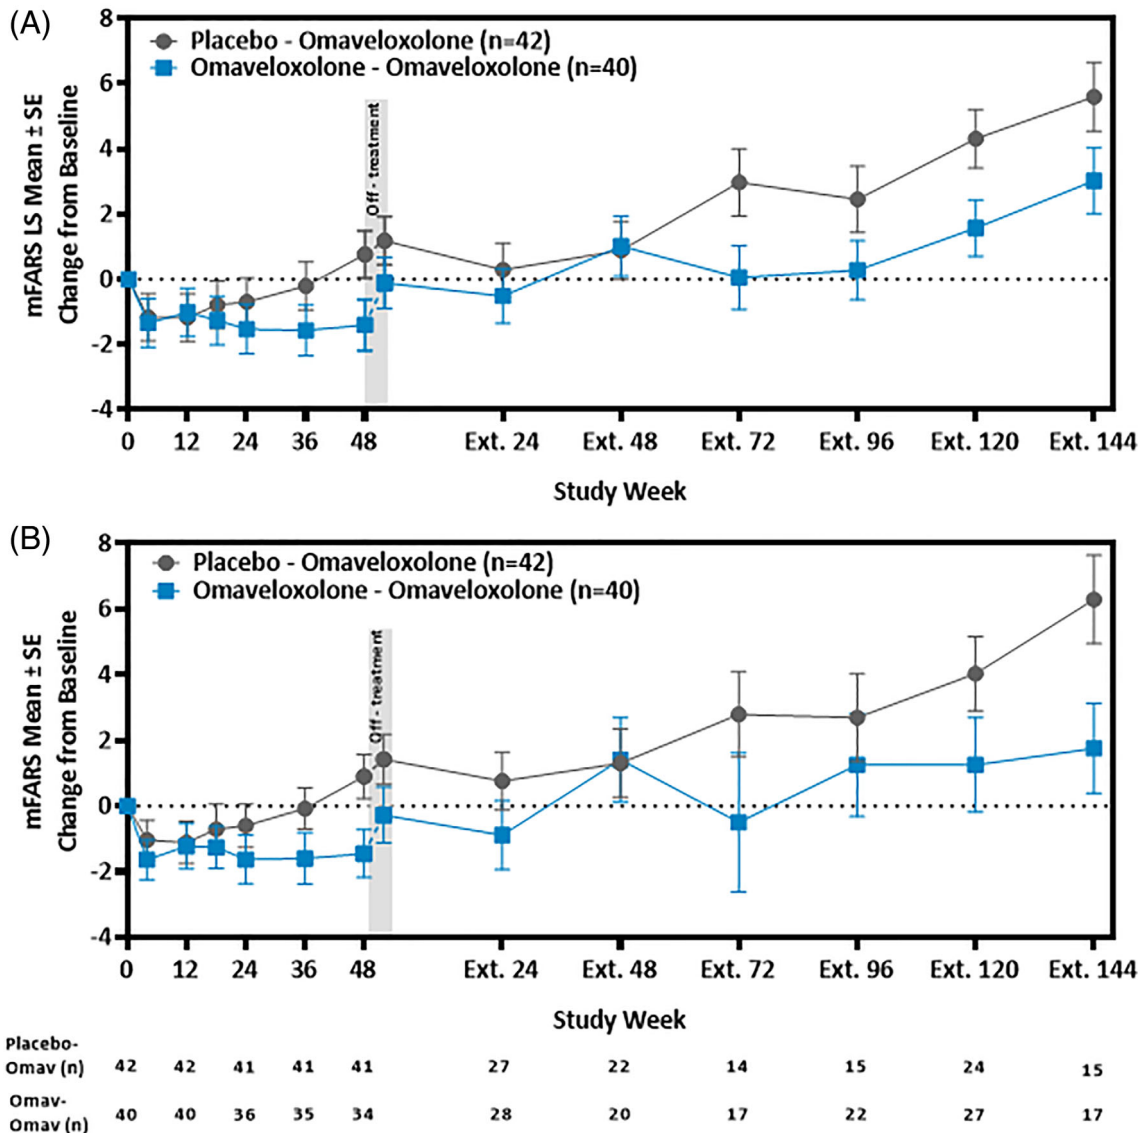 (A)
Placebo - Omaveloxolone (n=42)
Omaveloxolone - Omaveloxolone (n=40)
mFARS LS Mean ± SE
Change from Baseline
8
6
4
2
0
-2
-4
Off - treatment
0 12 24 36 48 Ext. 24 Ext. 48 Ext. 72 Ext. 96 Ext. 120 Ext. 144
Study Week
(B)
Placebo - Omaveloxolone (n=42)
Omaveloxolone - Omaveloxolone (n=40)
mFARS Mean ± SE
Change from Baseline
8
6
4
2
0
-2
-4
Off - treatment
0 12 24 36 48 Ext. 24 Ext. 48 Ext. 72 Ext. 96 Ext. 120 Ext. 144
Study Week
Placebo-
Omav (n) 42 42 41 41 41 27 22 14 15 24 15
Omav-
Omav (n) 40 40 36 35 34 28 20 17 22 27 17